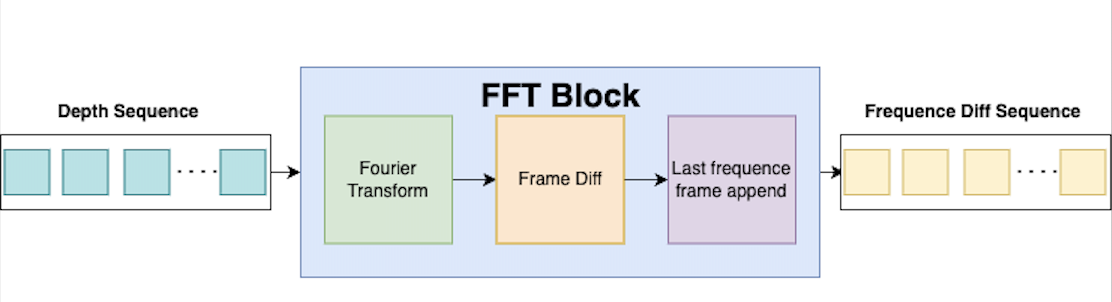 FFT Block
Depth Sequence
Frequence Diff Sequence
Fourier
Transform
Frame Diff
Last frequence
frame append